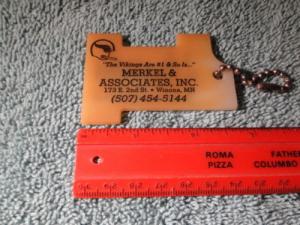 "The Vikings Are #1 & So Is..."
MERKEL &
ASSOCIATES, INC.
173 E. 2nd St. • Winona, MN
(507) 454-5144
ROMA
PIZZA
FATHER
COLUMBO